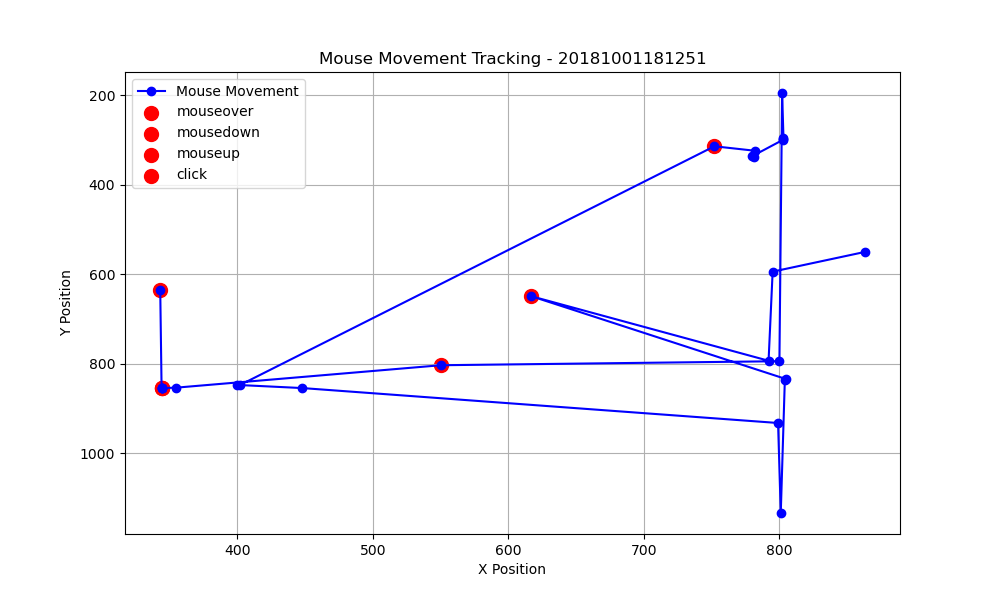 Mouse Movement Tracking - 20181001181251
Mouse Movement
mouseover
mousedown
mouseup
click
200
400
600
800
1000
Y Position
400
500
600
700
800
X Position